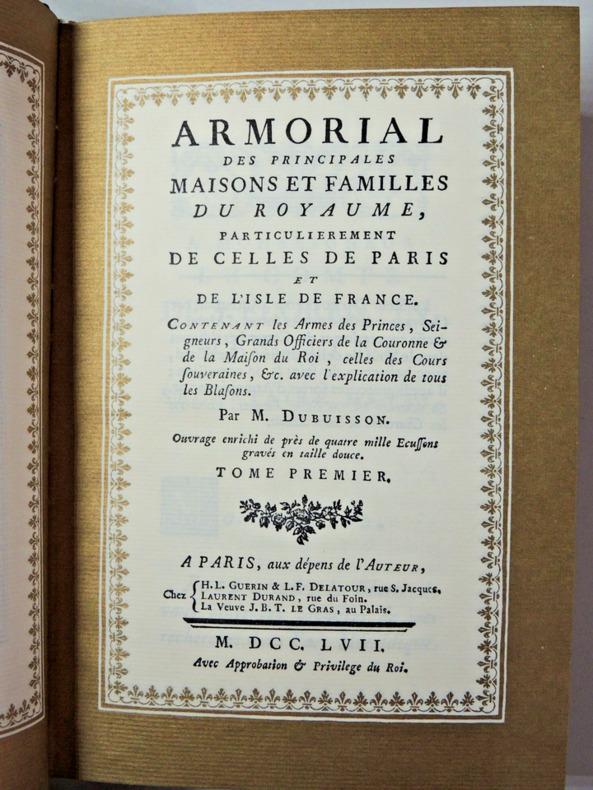 ARMORIAL
DES PRINCIPALES
MAISONS ET FAMILLES
DU ROYAUME,
PARTICULIEREMENT
DE CELLES DE PARIS
ET
DE L'ISLE DE FRANCE.
CONTENANT les Armes des Princes, Sei-
gneurs, Grands Officiers de la Couronne &
de la Maiſon du Roi, celles des Cours
ſouveraines, &c. avec l'explication de tous
les Blaſons.
Par M. DUBUISSON.
Ouvrage enrichi de près de quatre mille Ecuſſons
gravés en taille douce.
TOME PREMIER.
A PARIS, aux dépens de l'AUTEUR,
Chez { H. L. GUERIN & L. F. DELATOUR, rue S. Jacques,
LAURENT DURAND, rue du Foin.
La Veuve J. B. T. LE GRAS, au Palais.
M. DCC. LVII.
Avec Approbation & Privilege du Roi.